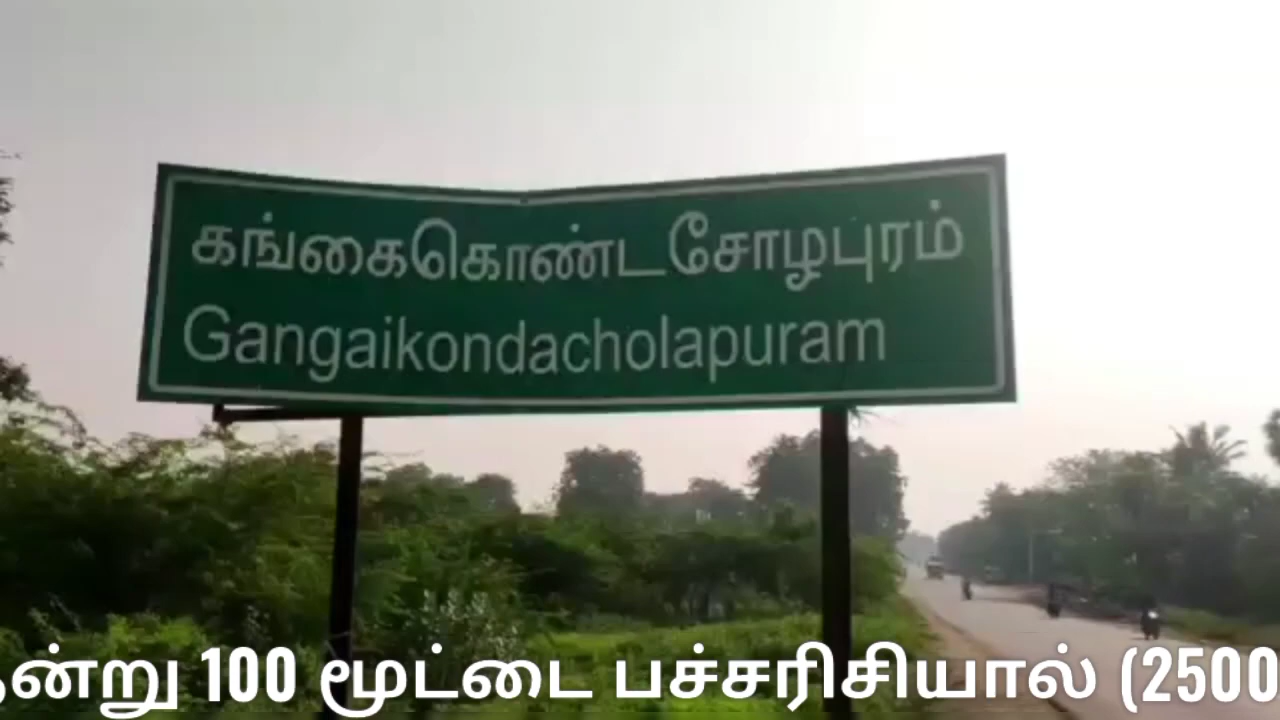 கங்கைகொண்டசோழபுரம்
Gangaikondacholapuram
100 மூட்டை பச்சரிசியால் (2500